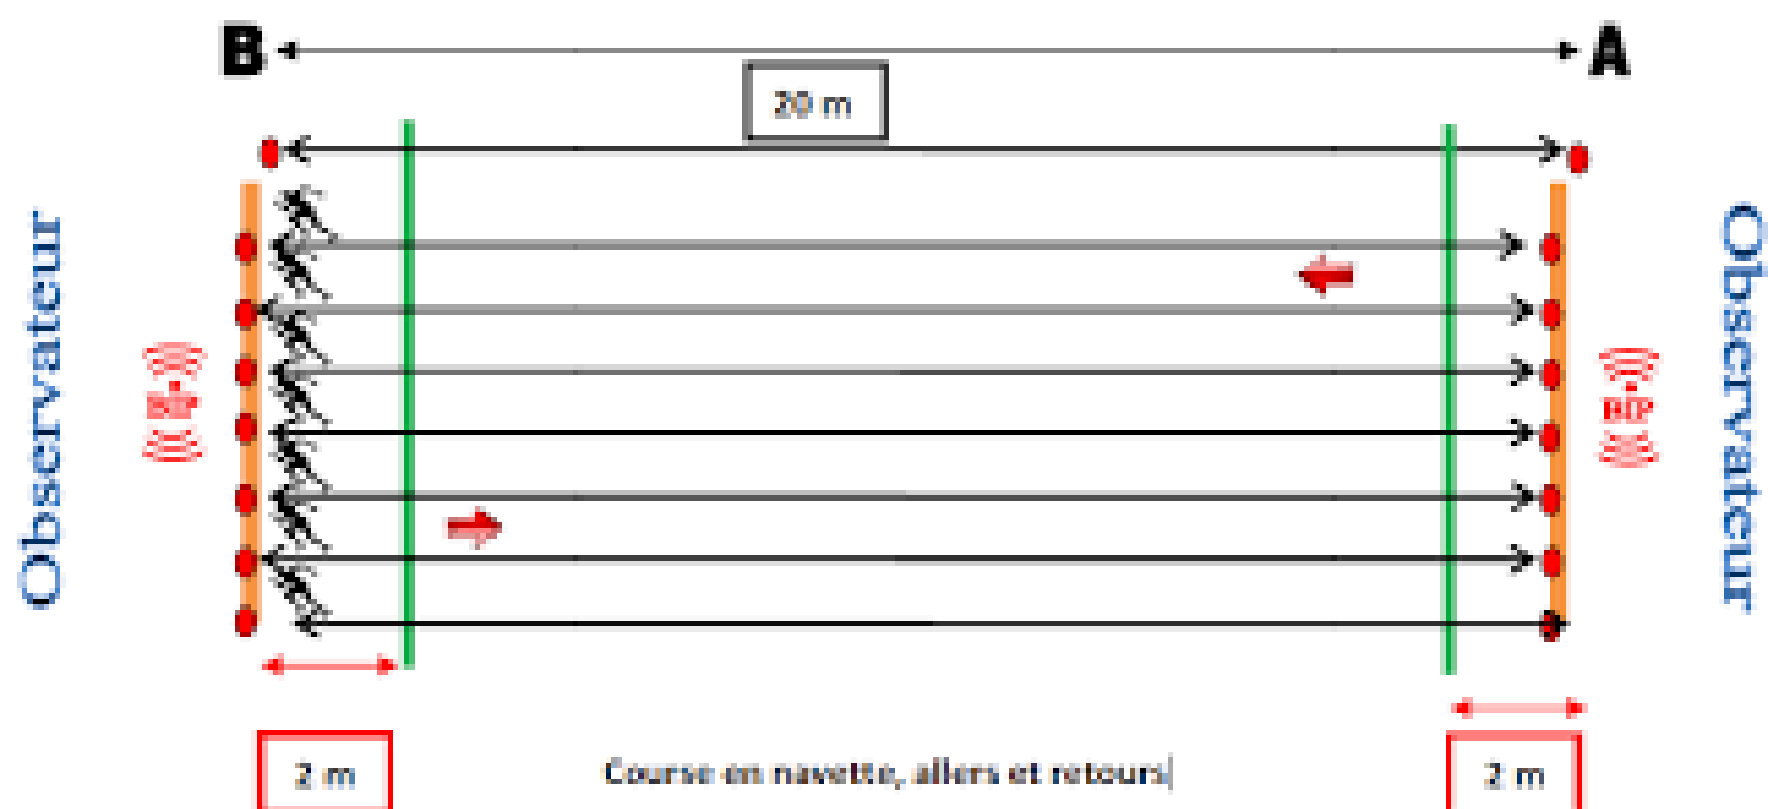 B
A
20 m
Observateur
BIP
BIP
Observateur
2 m
Course en navette, allers et retours
2 m